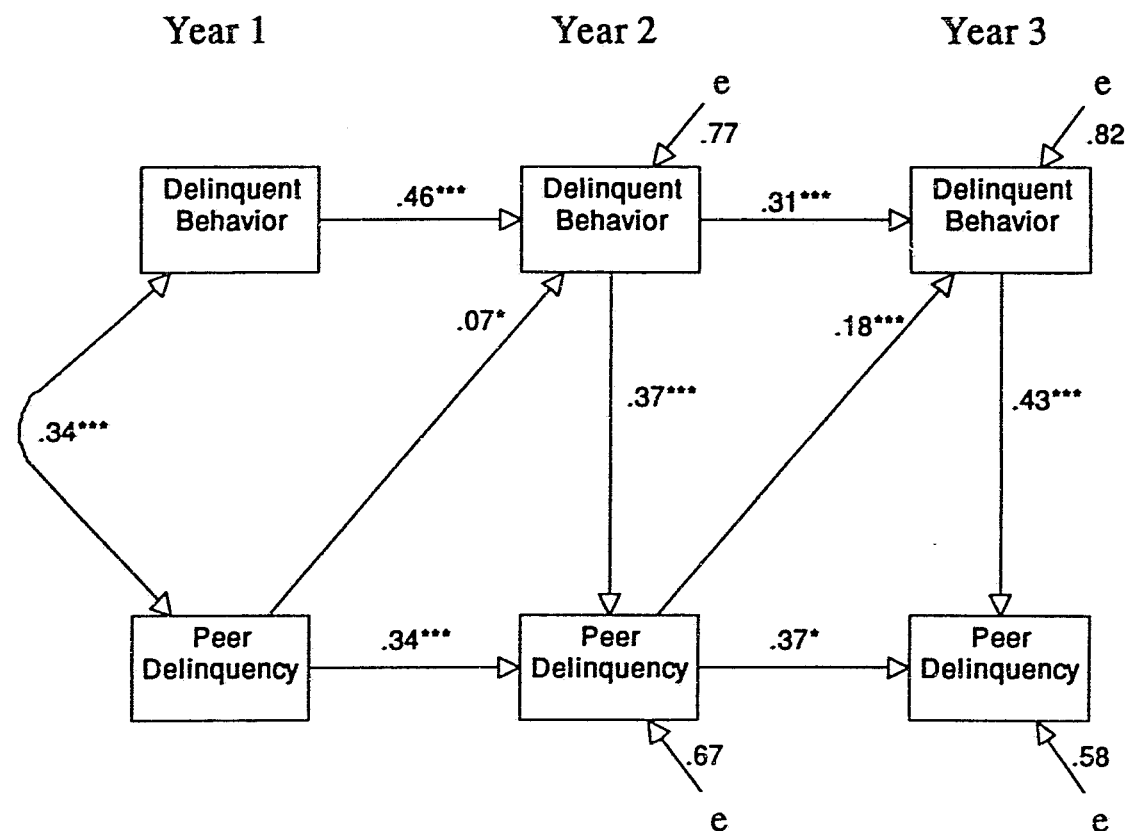 Year 1
Year 2
Year 3
e
e
.77
.82
Delinquent
Behavior
.46***
Delinquent
Behavior
.31***
Delinquent
Behavior
.07*
.18***
.37***
.43***
.34***
Peer
Delinquency
.34***
Peer
Delinquency
.37*
Peer
Delinquency
.67
.58
e
e